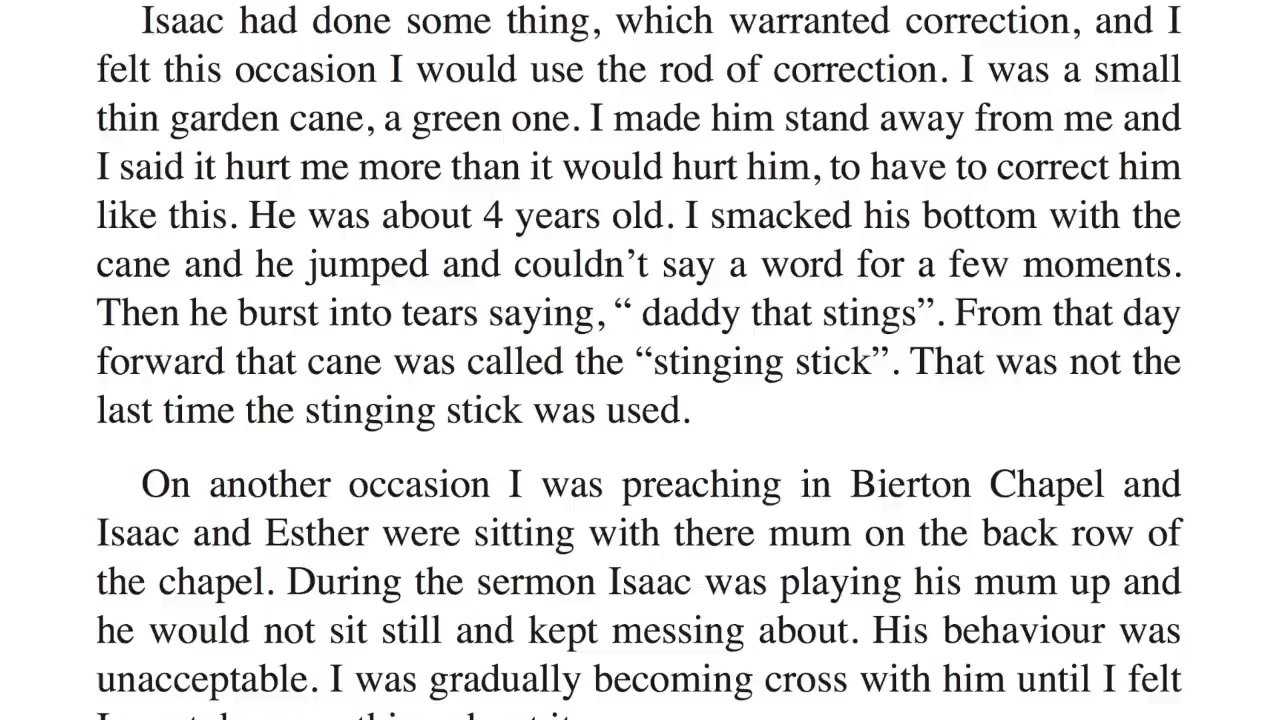 Isaac had done some thing, which warranted correction, and I
felt this occasion I would use the rod of correction. I was a small
thin garden cane, a green one. I made him stand away from me and
I said it hurt me more than it would hurt him, to have to correct him
like this. He was about 4 years old. I smacked his bottom with the
cane and he jumped and couldn’t say a word for a few moments.
Then he burst into tears saying, “ daddy that stings”. From that day
forward that cane was called the “stinging stick”. That was not the
last time the stinging stick was used.
On another occasion I was preaching in Bierton Chapel and
Isaac and Esther were sitting with there mum on the back row of
the chapel. During the sermon Isaac was playing his mum up and
he would not sit still and kept messing about. His behaviour was
unacceptable. I was gradually becoming cross with him until I felt